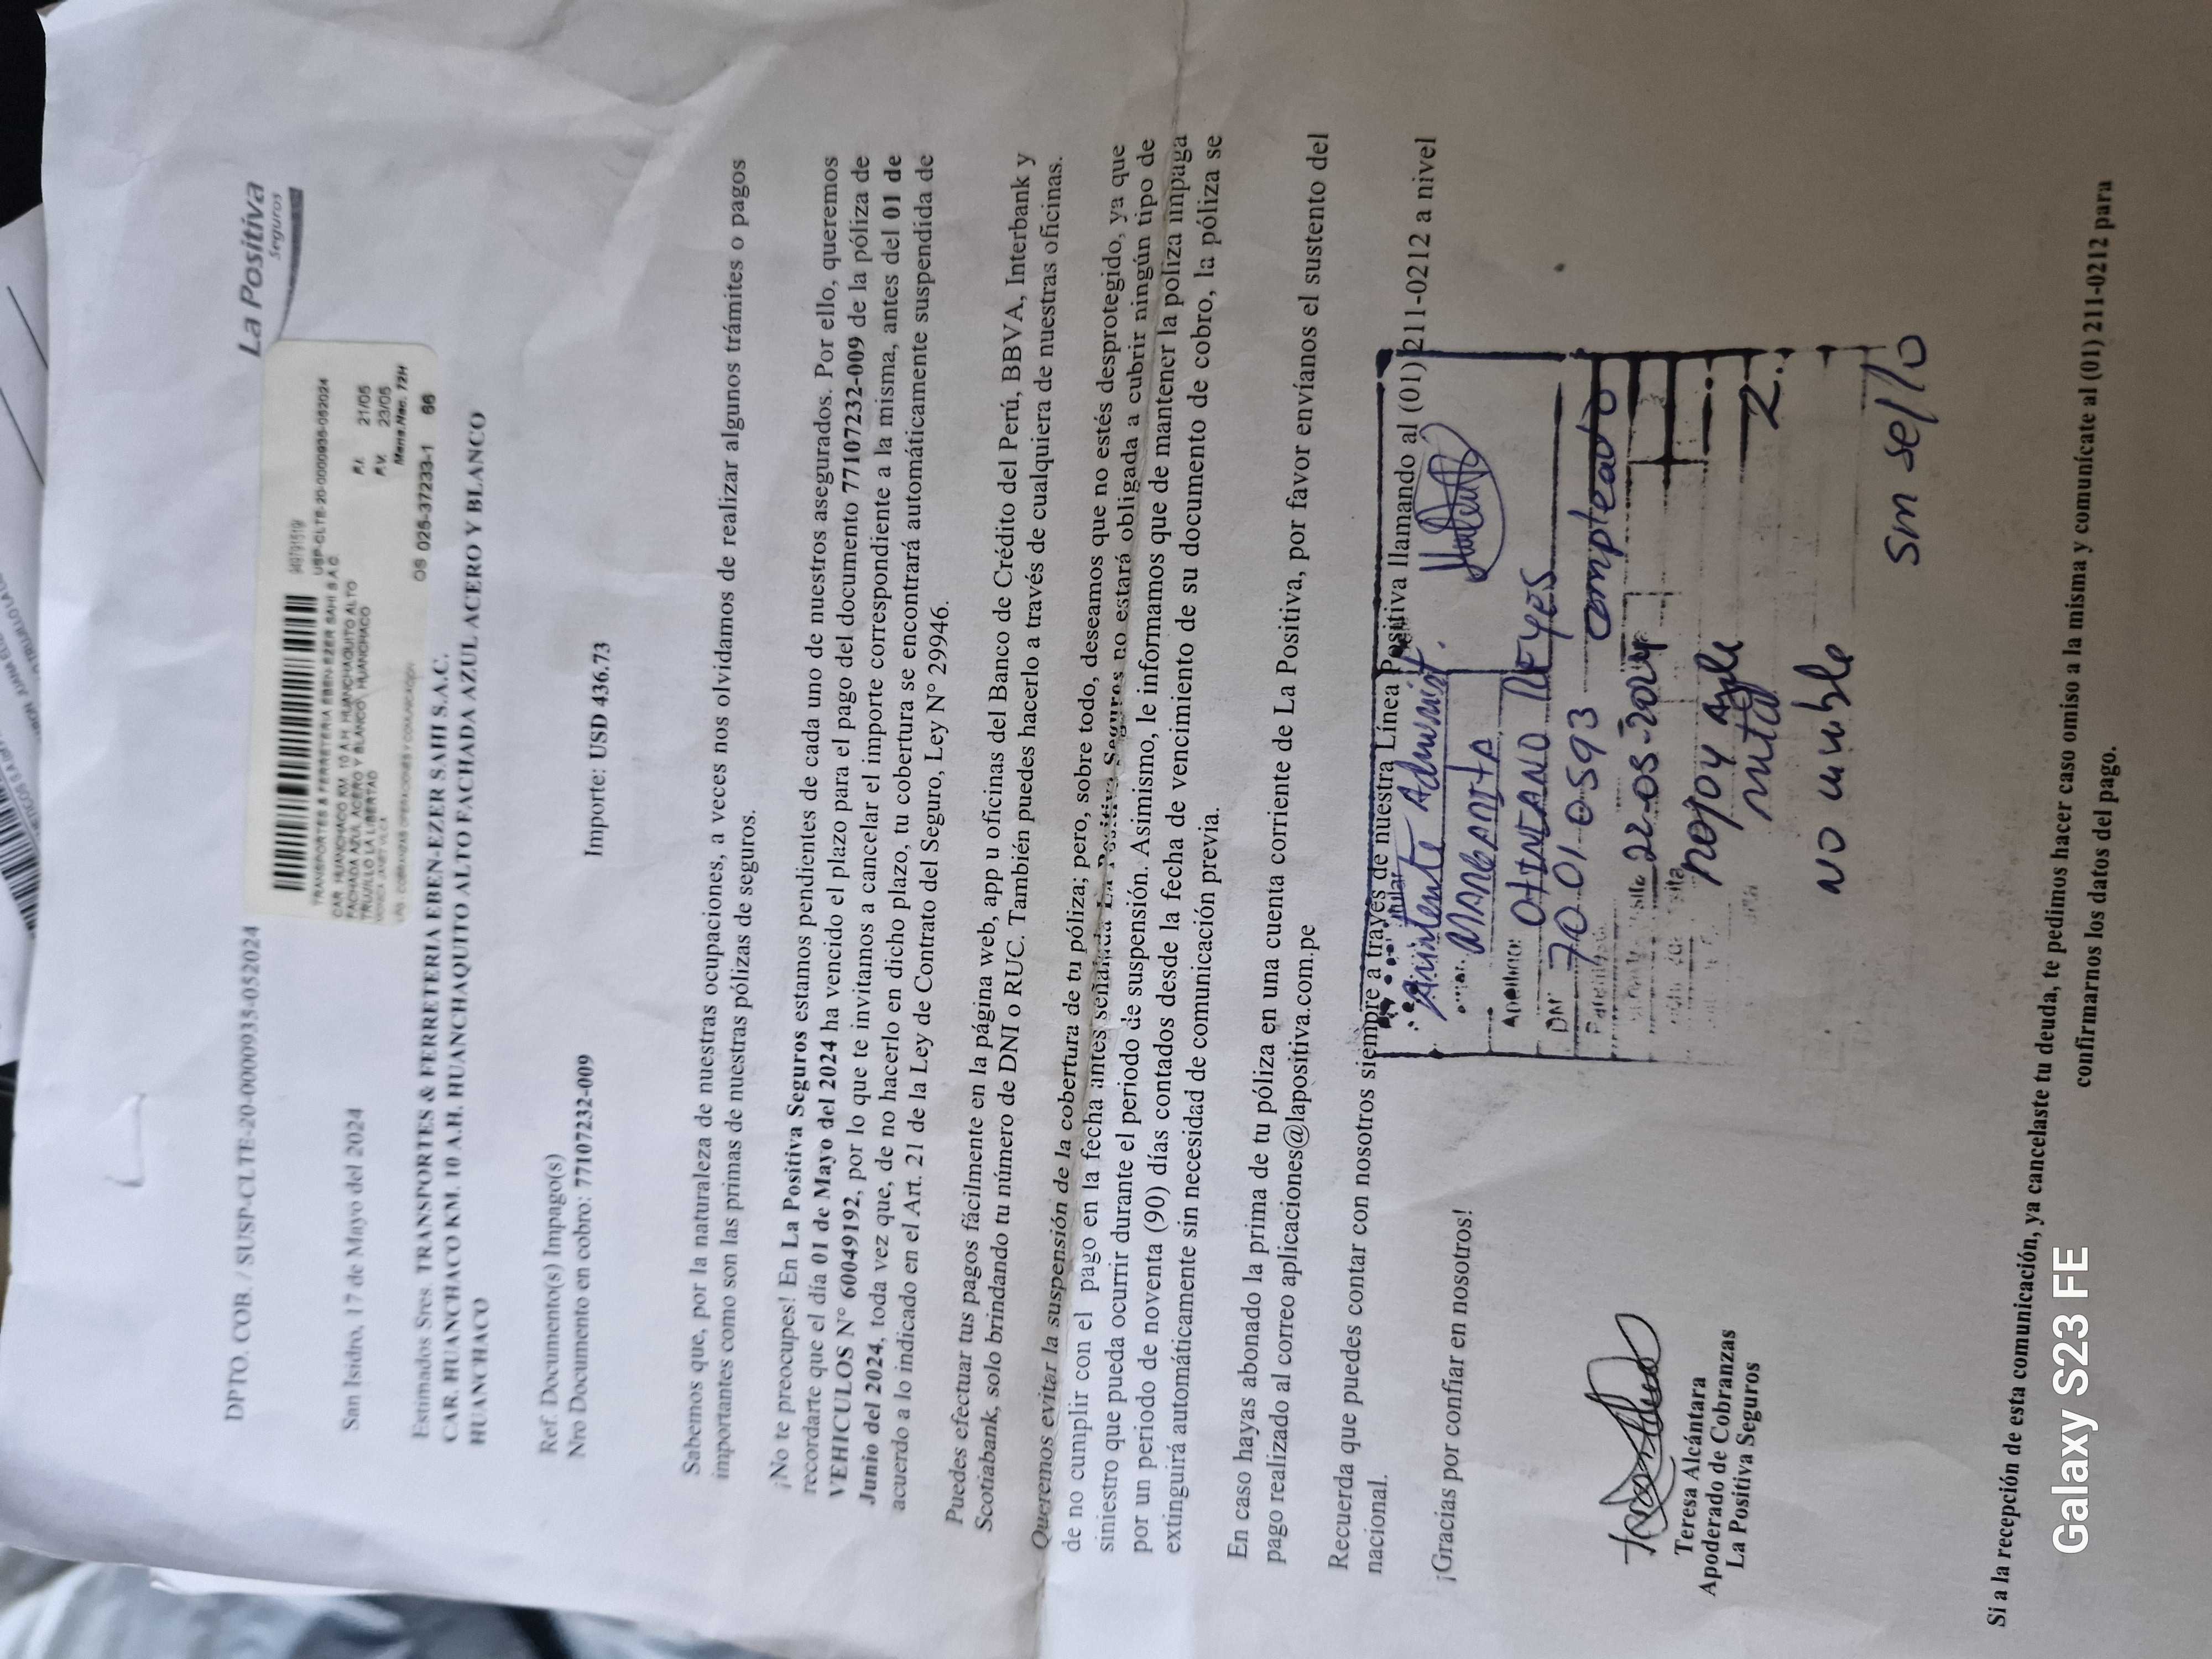 La Positiva
Seguros
DPTO. COB. / SUSP-CLTE-20-0000935-052024
USP-CLTE-20-0000935-052024
TRANSPORTES & FERRETERIA EBEN-EZER SAHI S.A.C
CAR. HUANCHACO KM. 10 A.H. HUANCHAQUITO ALTO
FACHADA AZUL ACERO Y BLANCO HUANCHACO
TRUJILLO LA LIBERTAD
P.I. 21/05
P.V. 23/05
Mens.Nac. 72H
OS 025-37233-1 66
San Isidro, 17 de Mayo del 2024
Estimados Sres. TRANSPORTES & FERRETERIA EBEN-EZER SAHI S.A.C.
CAR. HUANCHACO KM. 10 A.H. HUANCHAQUITO ALTO FACHADA AZUL ACERO Y BLANCO
HUANCHACO
Ref. Documento(s) Impago(s)
Nro Documento en cobro: 77107232-009 Importe: USD 436.73
Sabemos que, por la naturaleza de nuestras ocupaciones, a veces nos olvidamos de realizar algunos trámites o pagos
importantes como son las primas de nuestras pólizas de seguros.
¡No te preocupes! En La Positiva Seguros estamos pendientes de cada uno de nuestros asegurados. Por ello, queremos
recordarte que el día 01 de Mayo del 2024 ha vencido el plazo para el pago del documento 77107232-009 de la póliza de
VEHICULOS N° 60049192, por lo que te invitamos a cancelar el importe correspondiente a la misma, antes del 01 de
Junio del 2024, toda vez que, de no hacerlo en dicho plazo, tu cobertura se encontrará automáticamente suspendida de
acuerdo a lo indicado en el Art. 21 de la Ley de Contrato del Seguro, Ley N° 29946.
Puedes efectuar tus pagos fácilmente en la página web, app u oficinas del Banco de Crédito del Perú, BBVA, Interbank y
Scotiabank, solo brindando tu número de DNI o RUC. También puedes hacerlo a través de cualquiera de nuestras oficinas.
Queremos evitar la suspensión de la cobertura de tu póliza; pero, sobre todo, deseamos que no estés desprotegido, ya que
de no cumplir con el pago en la fecha antes señalada La Positiva Seguros no estará obligada a cubrir ningún tipo de
siniestro que pueda ocurrir durante el periodo de suspensión. Asimismo, le informamos que de mantener la póliza impaga
por un periodo de noventa (90) días contados desde la fecha de vencimiento de su documento de cobro, la póliza se
extinguirá automáticamente sin necesidad de comunicación previa.
En caso hayas abonado la prima de tu póliza en una cuenta corriente de La Positiva, por favor envíanos el sustento del
pago realizado al correo aplicaciones@lapositiva.com.pe
Recuerda que puedes contar con nosotros siempre a través de nuestra Línea Positiva llamando al (01) 211-0212 a nivel
nacional.
¡Gracias por confiar en nosotros!
Asistente Administ.
MARGARITA
Apellido: OTINIANO REYES
DNI 70010593
empleado
22-05-2024
2
no
sin sello
Teresa Alcántara
Apoderado de Cobranzas
La Positiva Seguros
Si a la recepción de esta comunicación, ya cancelaste tu deuda, te pedimos hacer caso omiso a la misma y comunícate al (01) 211-0212 para
confirmarnos los datos del pago.
Galaxy S23 FE